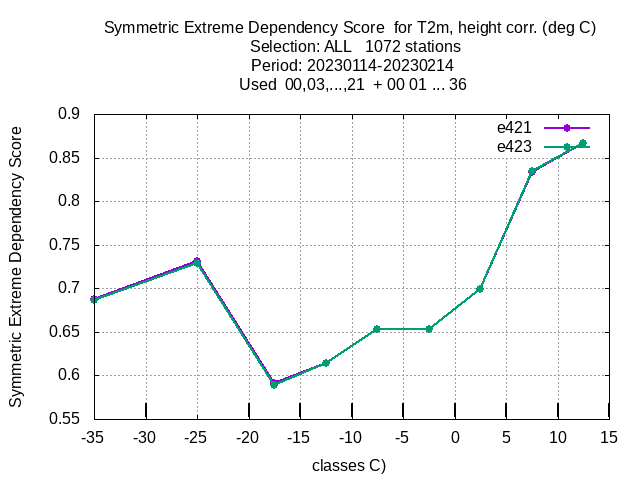 Symmetric Extreme Dependency Score  for T2m, height corr. (deg C)
Selection: ALL   1072 stations
Period: 20230114-20230214
Used  00,03,...,21  + 00 01 ... 36
Symmetric Extreme Dependency Score
0.9
0.85
0.8
0.75
0.7
0.65
0.6
0.55
e421
e423
-35 -30 -25 -20 -15 -10 -5 0 5 10 15
classes C)